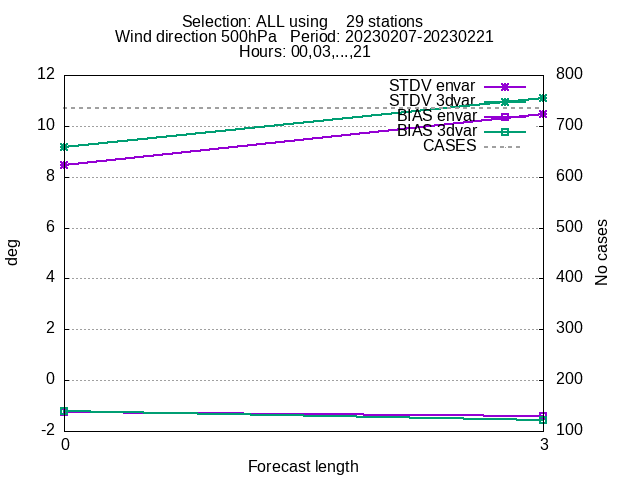 Selection: ALL using    29 stations
Wind direction 500hPa   Period: 20230207-20230221
Hours: 00,03,...,21
12
10
8
6
4
2
0
-2
deg
STDV envar
STDV 3dvar
BIAS envar
BIAS 3dvar
CASES
800
700
600
500
400
300
200
100
No cases
0
3
Forecast length